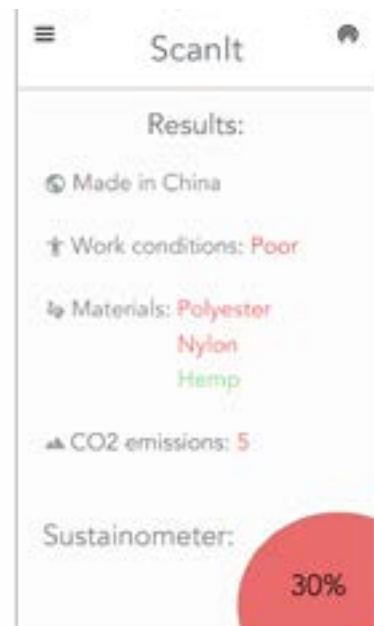 ScanIt
Results:
Made in China
Work conditions: Poor
Materials: Polyester
Nylon
Hemp
CO2 emissions: 5
Sustainometer:
30%